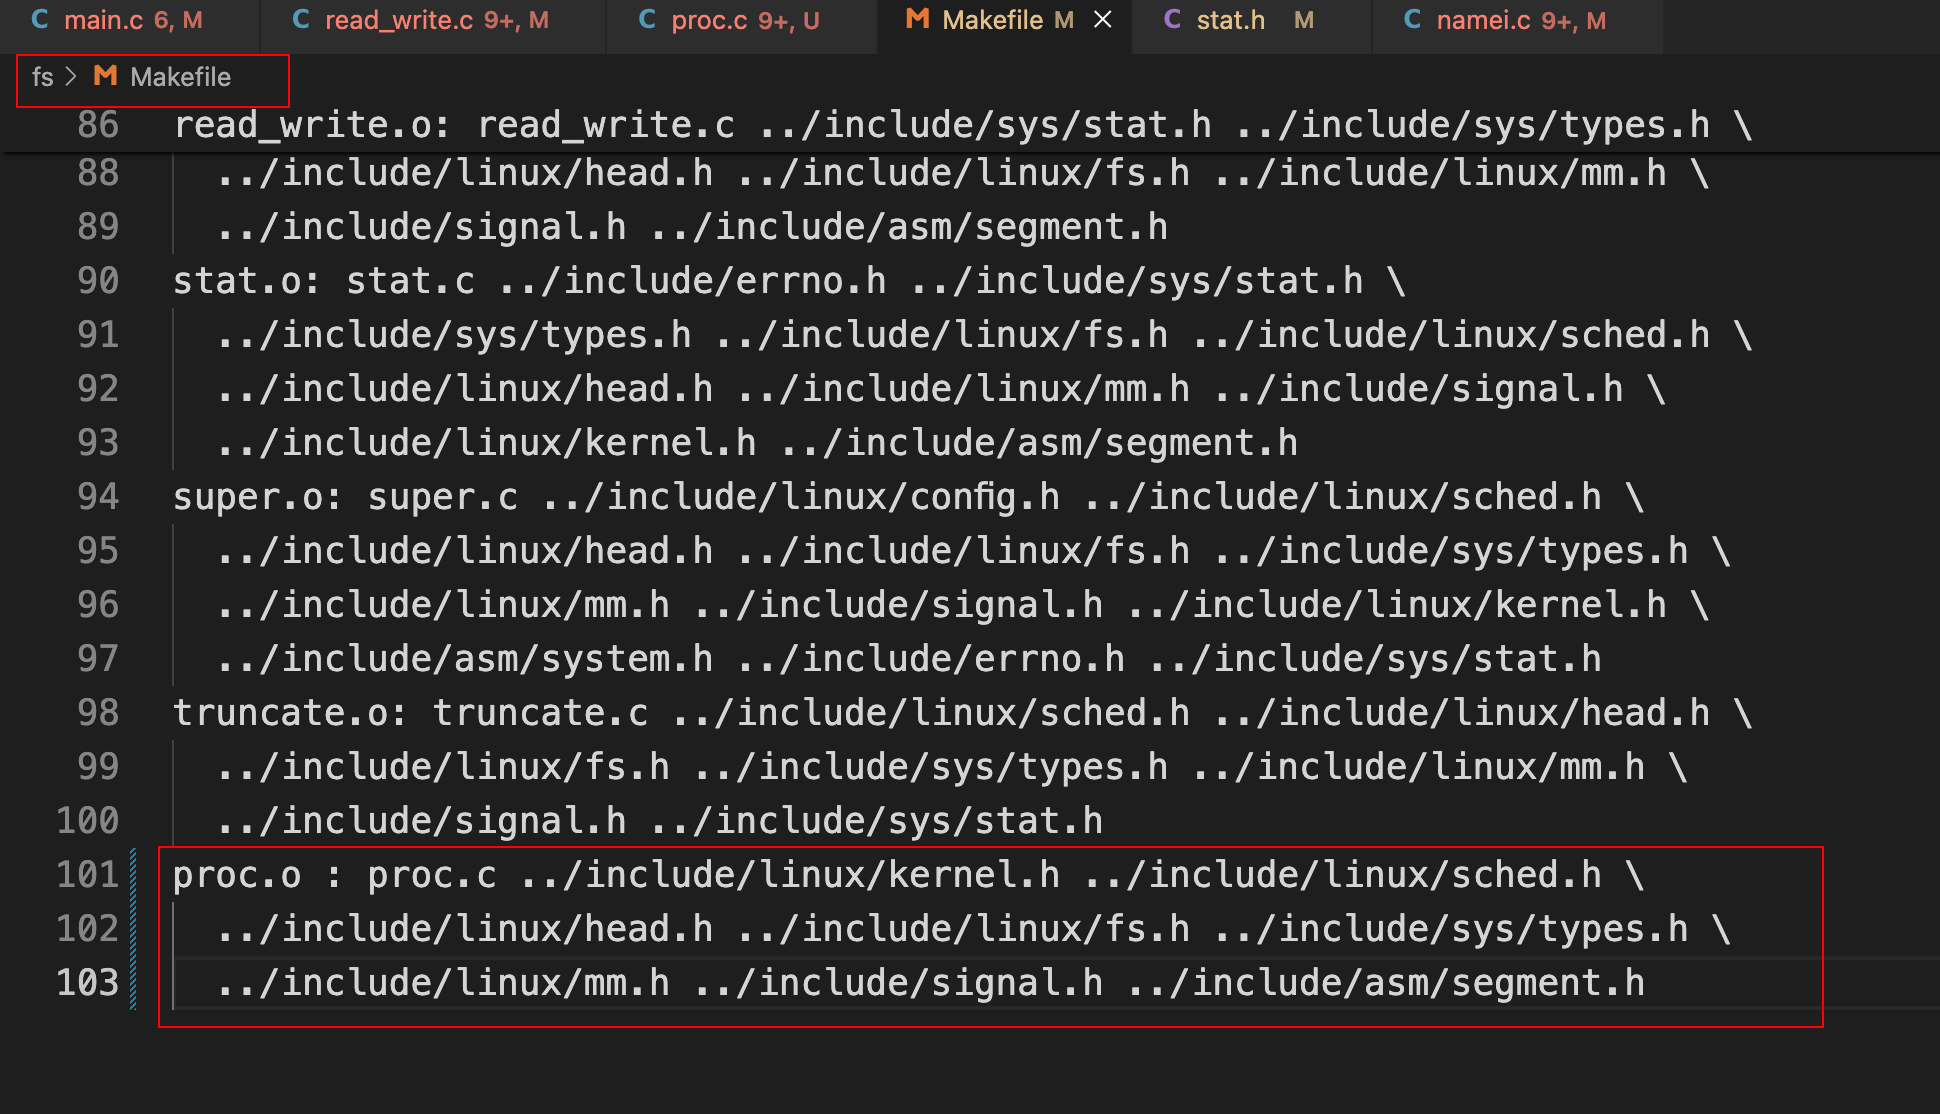 main.c 6, M read_write.c 9+, M proc.c 9+, U Makefile M stat.h M namei.c 9+, M
fs > Makefile
86 read_write.o: read_write.c ../include/sys/stat.h ../include/sys/types.h \
88 ../include/linux/head.h ../include/linux/fs.h ../include/linux/mm.h \
89 ../include/signal.h ../include/asm/segment.h
90 stat.o: stat.c ../include/errno.h ../include/sys/stat.h \
91 ../include/sys/types.h ../include/linux/fs.h ../include/linux/sched.h \
92 ../include/linux/head.h ../include/linux/mm.h ../include/signal.h \
93 ../include/linux/kernel.h ../include/asm/segment.h
94 super.o: super.c ../include/linux/config.h ../include/linux/sched.h \
95 ../include/linux/head.h ../include/linux/fs.h ../include/sys/types.h \
96 ../include/linux/mm.h ../include/signal.h ../include/linux/kernel.h \
97 ../include/asm/system.h ../include/errno.h ../include/sys/stat.h
98 truncate.o: truncate.c ../include/linux/sched.h ../include/linux/head.h \
99 ../include/linux/fs.h ../include/sys/types.h ../include/linux/mm.h \
100 ../include/signal.h ../include/sys/stat.h
101 proc.o : proc.c ../include/linux/kernel.h ../include/linux/sched.h \
102 ../include/linux/head.h ../include/linux/fs.h ../include/sys/types.h \
103 ../include/linux/mm.h ../include/signal.h ../include/asm/segment.h